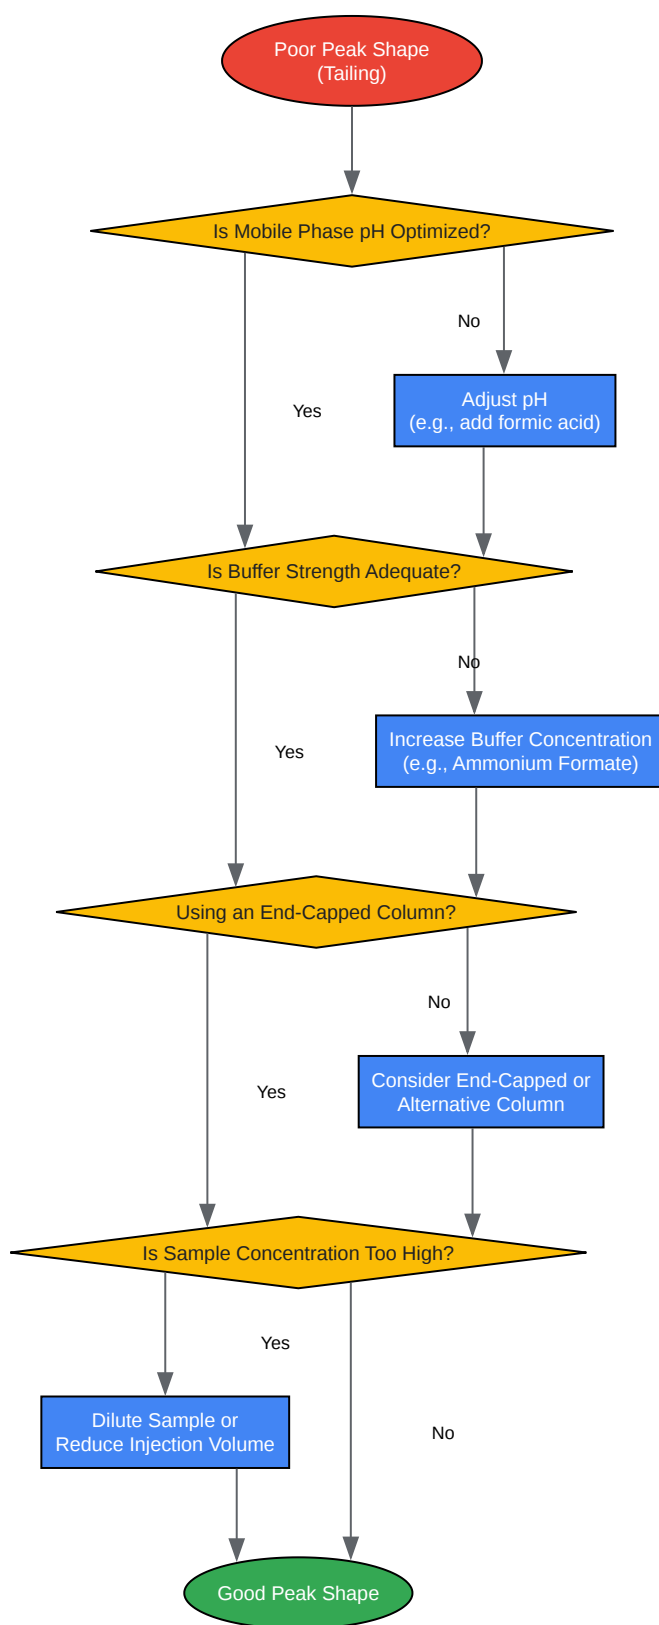 Poor Peak Shape
(Tailing)
Is Mobile Phase pH Optimized?
No
Adjust pH
(e.g., add formic acid)
Yes
Is Buffer Strength Adequate?
No
Increase Buffer Concentration
(e.g., Ammonium Formate)
Yes
Using an End-Capped Column?
No
Consider End-Capped or
Alternative Column
Yes
Is Sample Concentration Too High?
Yes
Dilute Sample or
Reduce Injection Volume
No
Good Peak Shape